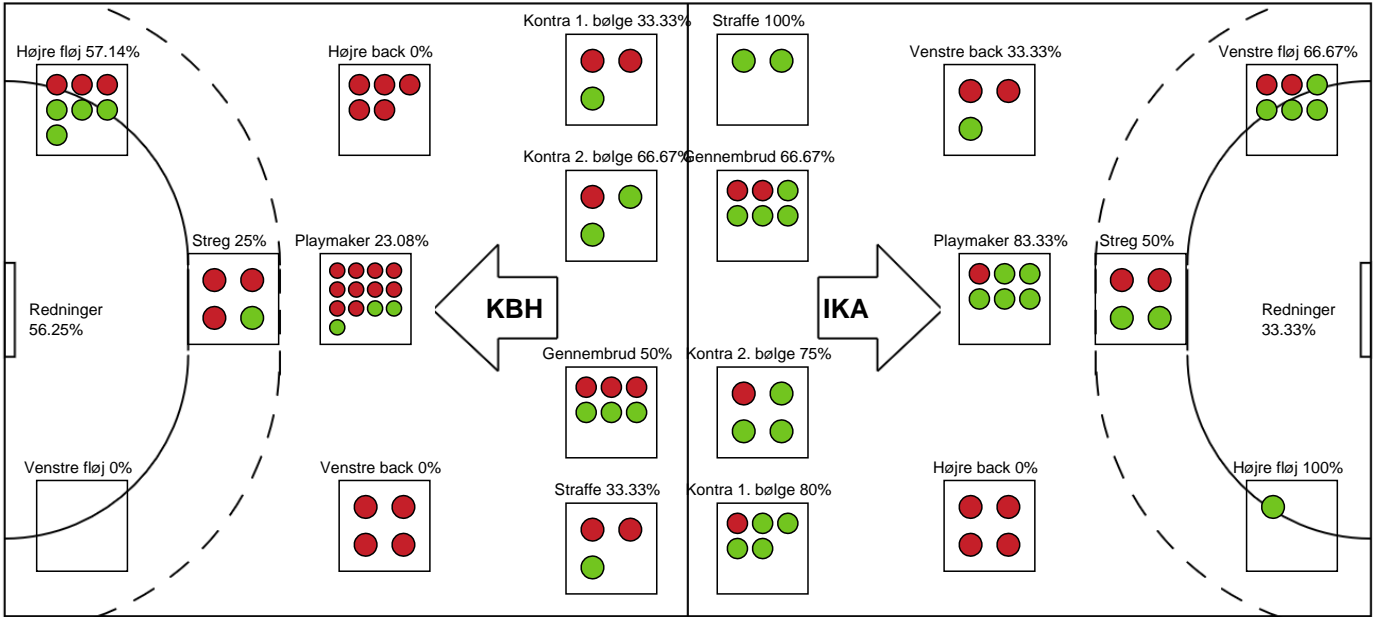 Kontra 1. bølge 33.33%
Straffe 100%
Højre fløj 57.14%
Højre back 0%
Venstre back 33.33%
Venstre fløj 66.67%
Kontra 2. bølge 66.67%
Gennembrud 66.67%
Streg 25%
Playmaker 23.08%
Playmaker 83.33%
Streg 50%
Redninger
56.25%
KBH
IKA
Redninger
33.33%
Gennembrud 50%
Kontra 2. bølge 75%
Venstre fløj 0%
Venstre back 0%
Straffe 33.33%
Kontra 1. bølge 80%
Højre back 0%
Højre fløj 100%